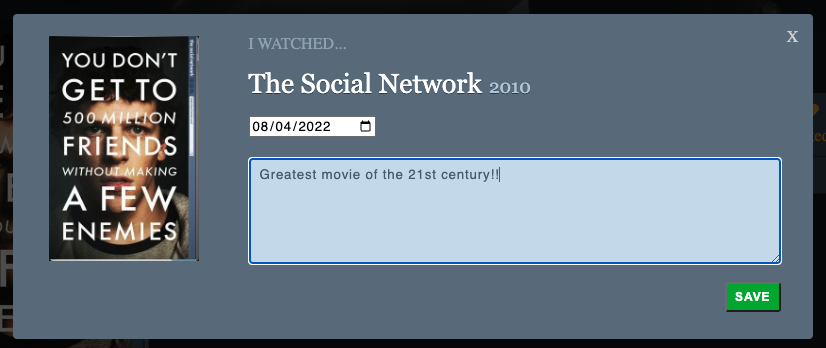 I WATCHED...
X
The Social Network 2010
08/04/2022
YOU DON'T
GET TO
500 MILLION
FRIENDS
WITHOUT MAKING
A FEW
ENEMIES
Greatest movie of the 21st century!!
SAVE